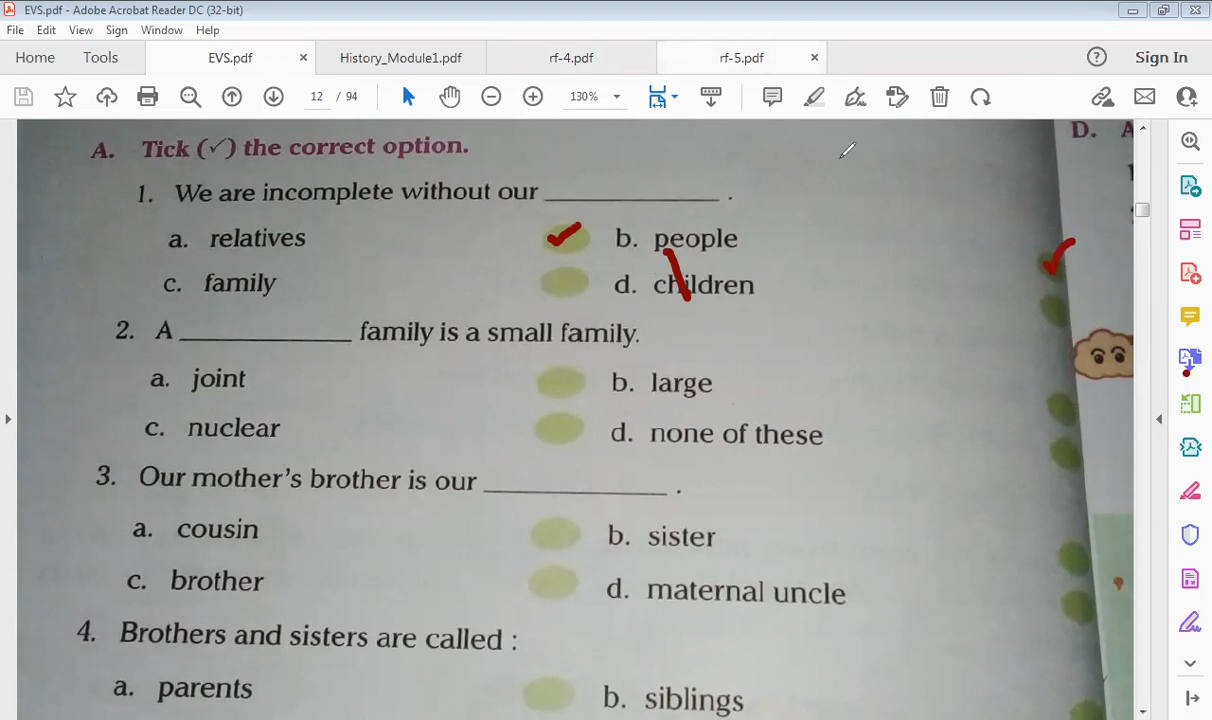 EVS.pdf - Adobe Acrobat Reader DC (32-bit)
File Edit View Sign Window Help
Home Tools EVS.pdf History_Module1.pdf rf-4.pdf rf-5.pdf Sign In
12 / 94 130%
A. Tick (✓) the correct option. D. A
1. We are incomplete without our ____________ .
a. relatives b. people
c. family d. children
2. A ____________ family is a small family.
a. joint b. large
c. nuclear d. none of these
3. Our mother's brother is our ____________ .
a. cousin b. sister
c. brother d. maternal uncle
4. Brothers and sisters are called :
a. parents b. siblings